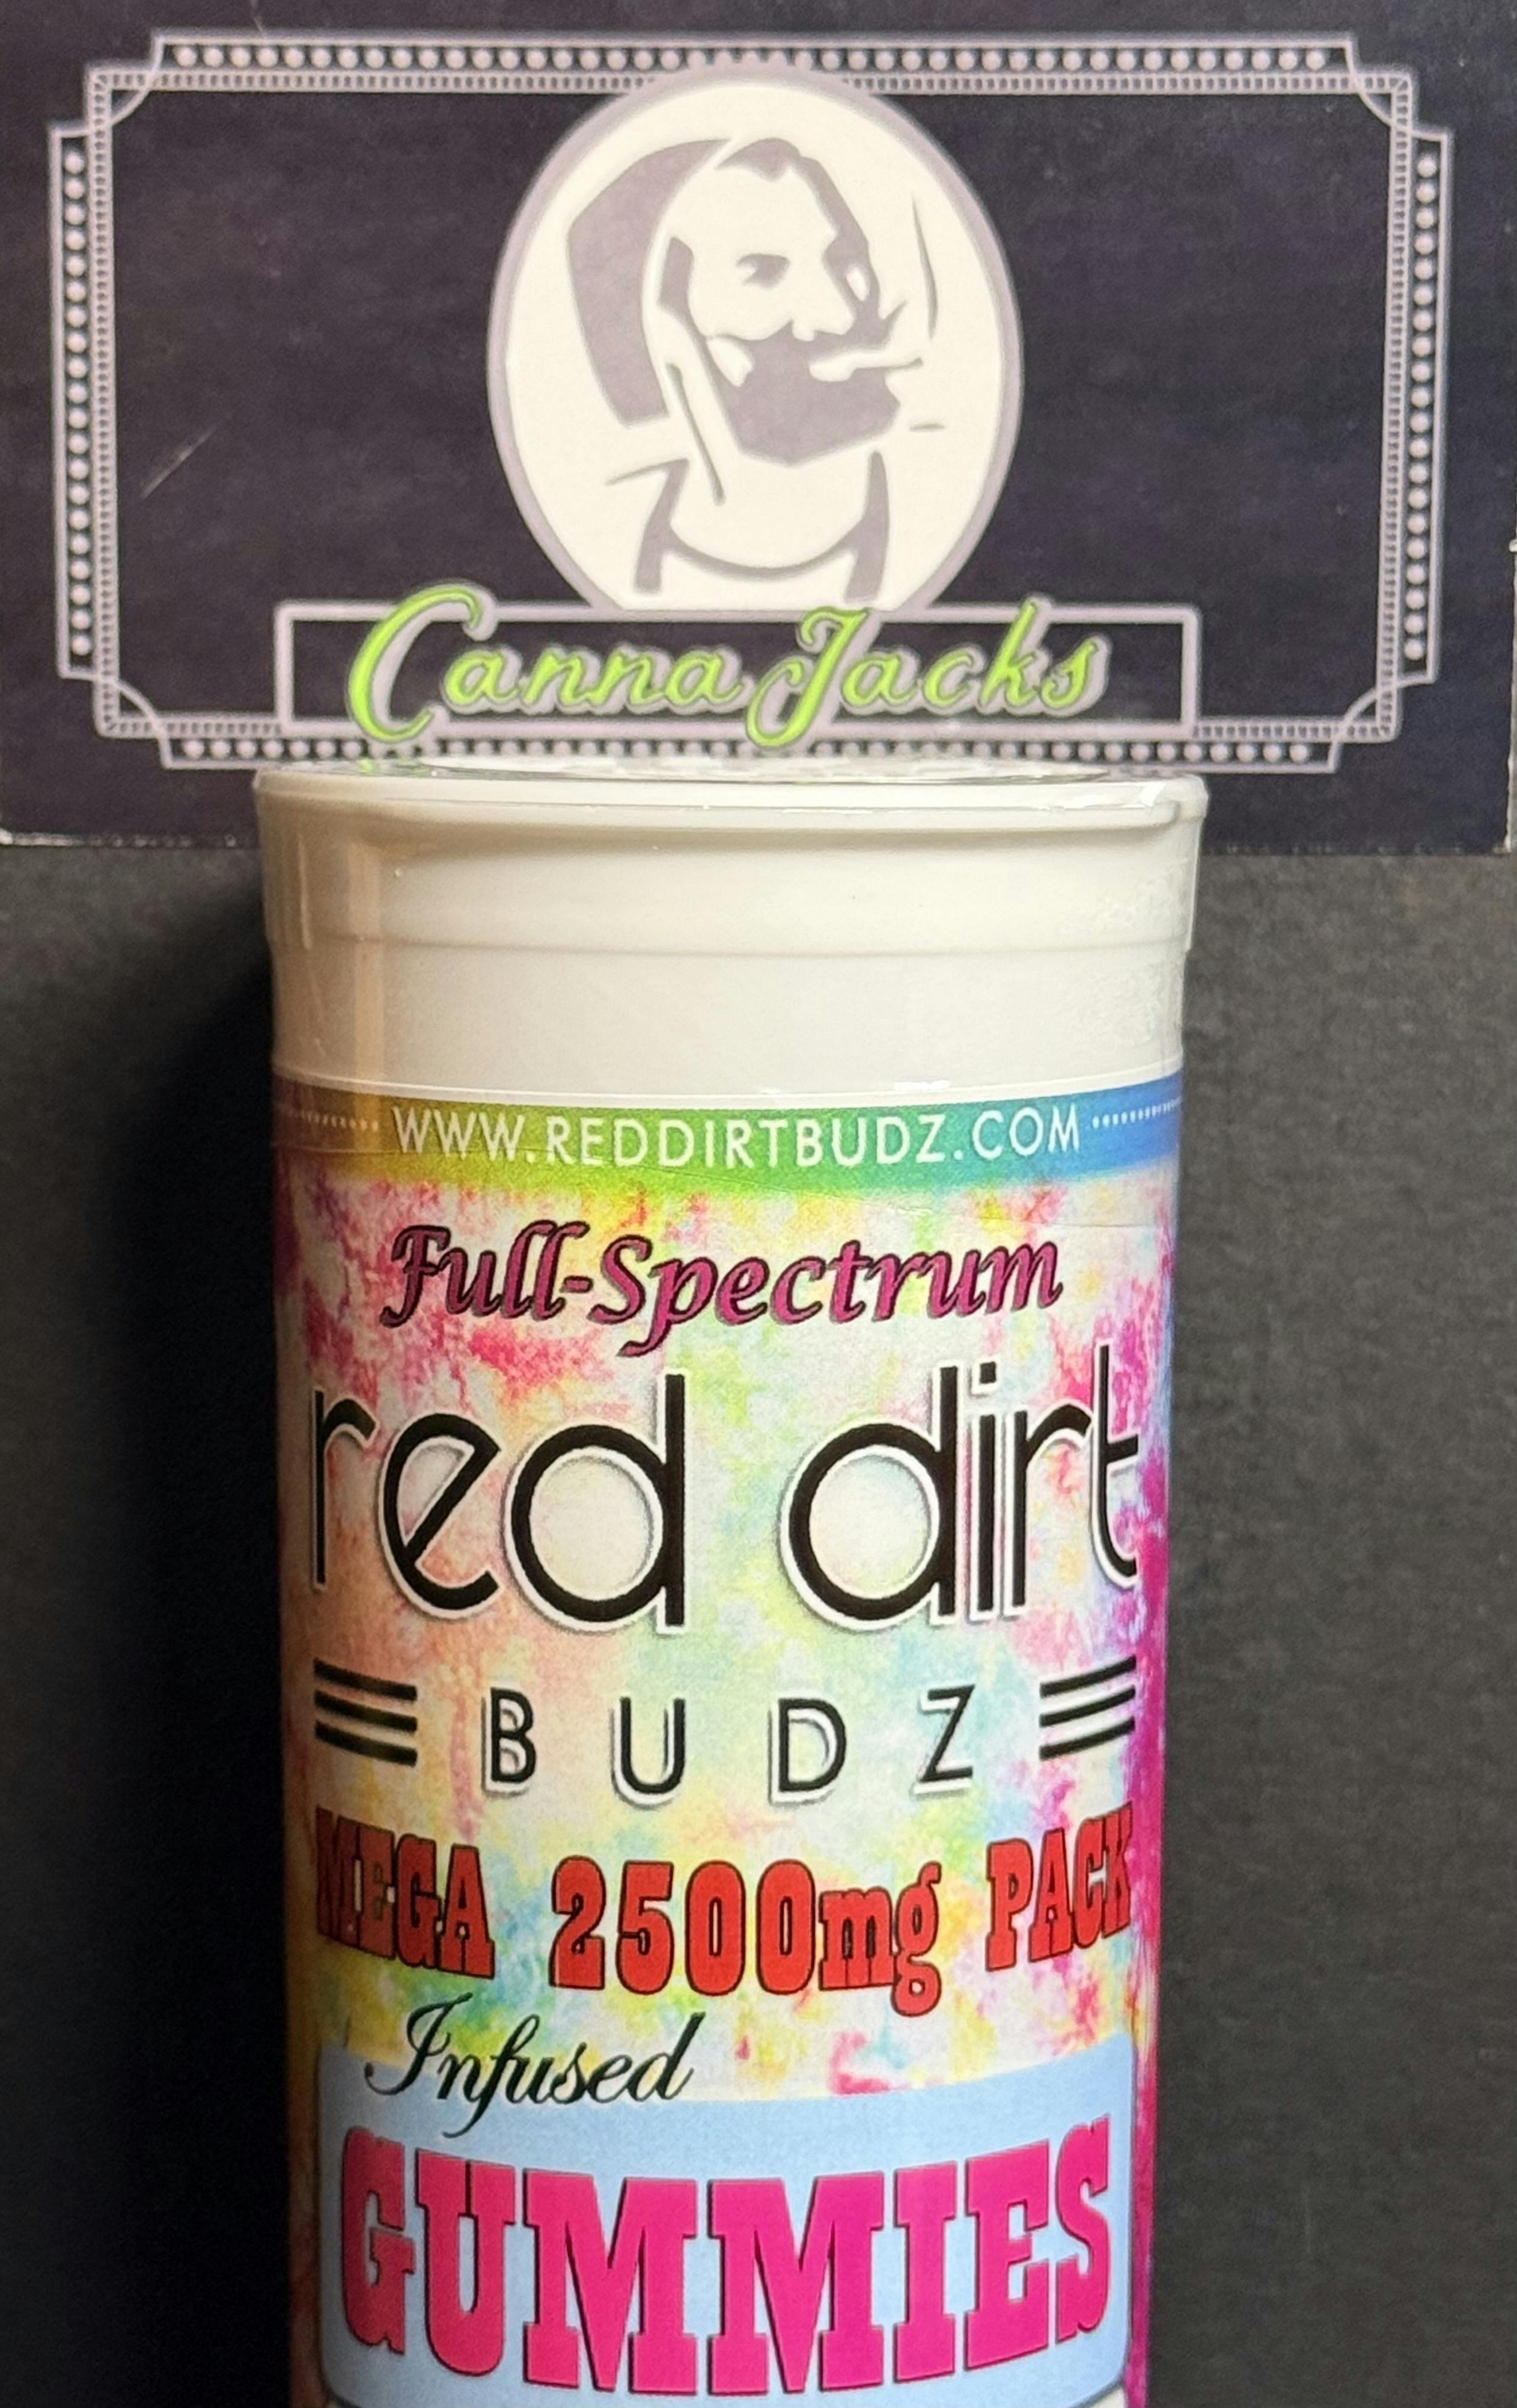 Canna Jacks
WWW.REDDIRTBUDZ.COM
Full-Spectrum
red dirt
BUDZ
MEGA 2500mg PACK
Infused
GUMMIES